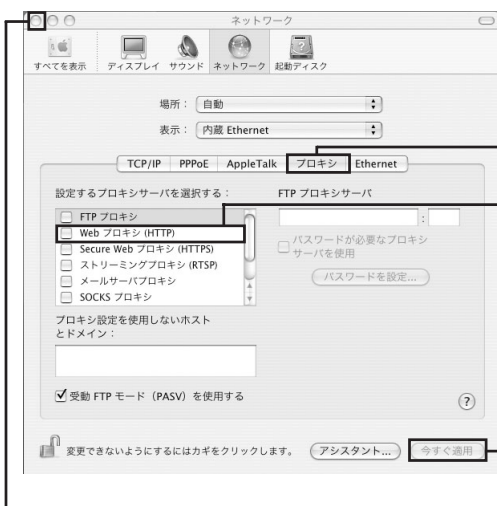 ネットワーク
すべてを表示 ディスプレイ サウンド ネットワーク 起動ディスク
場所： 自動
表示： 内蔵 Ethernet
TCP/IP PPPoE AppleTalk プロキシ Ethernet
設定するプロキシサーバを選択する：
FTP プロキシ
Web プロキシ (HTTP)
Secure Web プロキシ (HTTPS)
ストリーミングプロキシ (RTSP)
メールサーバプロキシ
SOCKS プロキシ
FTP プロキシサーバ
:
パスワードが必要なプロキシ
サーバを使用
パスワードを設定...
プロキシ設定を使用しないホスト
とドメイン：
受動 FTP モード（PASV）を使用する
?
変更できないようにするにはカギをクリックします。 アシスタント... 今すぐ適用